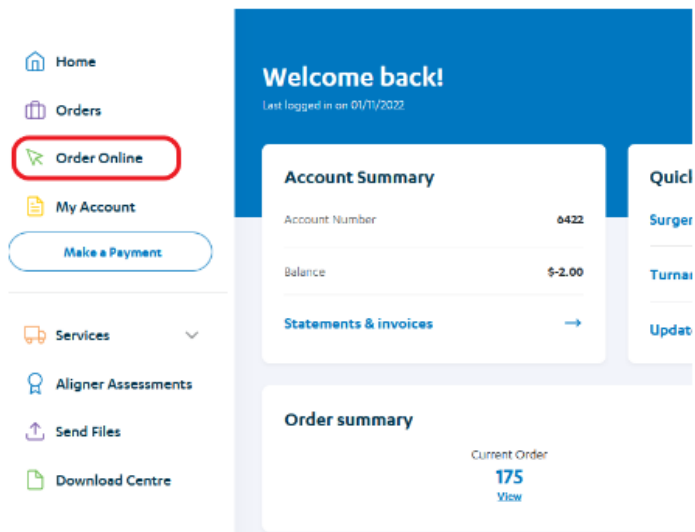 Home
Orders
Order Online
My Account
Make a Payment
Services
Aligner Assessments
Send Files
Download Centre
Welcome back!
Last logged in on 01/11/2022
Account Summary
Account Number 6422
Balance $-2.00
Statements & invoices →
Order summary
Current Order
175
View